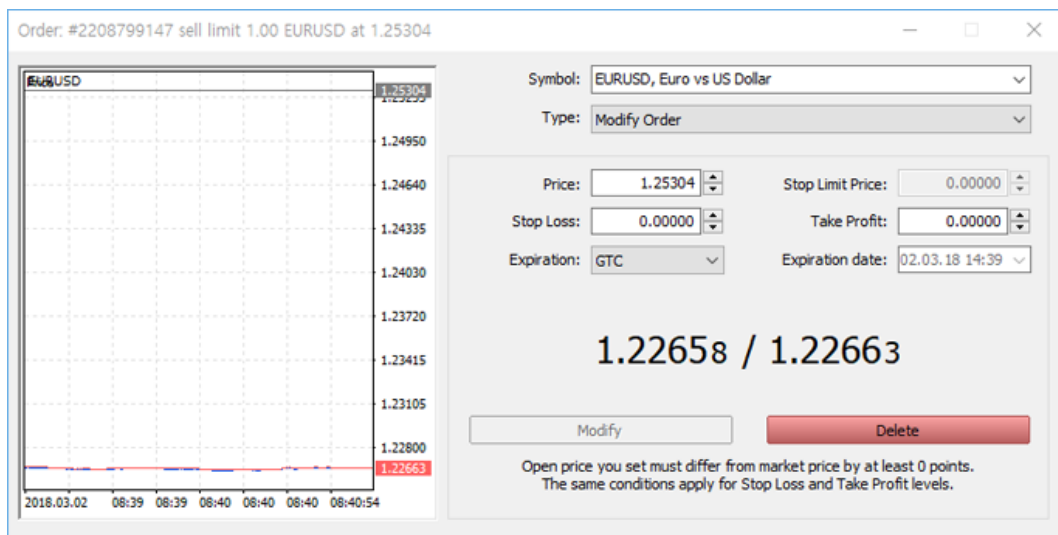 Order: #2208799147 sell limit 1.00 EURUSD at 1.25304
EURUSD
1.25304
1.25255
1.24950
1.24640
1.24335
1.24030
1.23720
1.23415
1.23105
1.22800
1.22663
2018.03.02 08:39 08:39 08:40 08:40 08:40 08:40:54
Symbol: EURUSD, Euro vs US Dollar
Type: Modify Order
Price: 1.25304 Stop Limit Price: 0.00000
Stop Loss: 0.00000 Take Profit: 0.00000
Expiration: GTC Expiration date: 02.03.18 14:39
1.22658 / 1.22663
Modify Delete
Open price you set must differ from market price by at least 0 points.
The same conditions apply for Stop Loss and Take Profit levels.